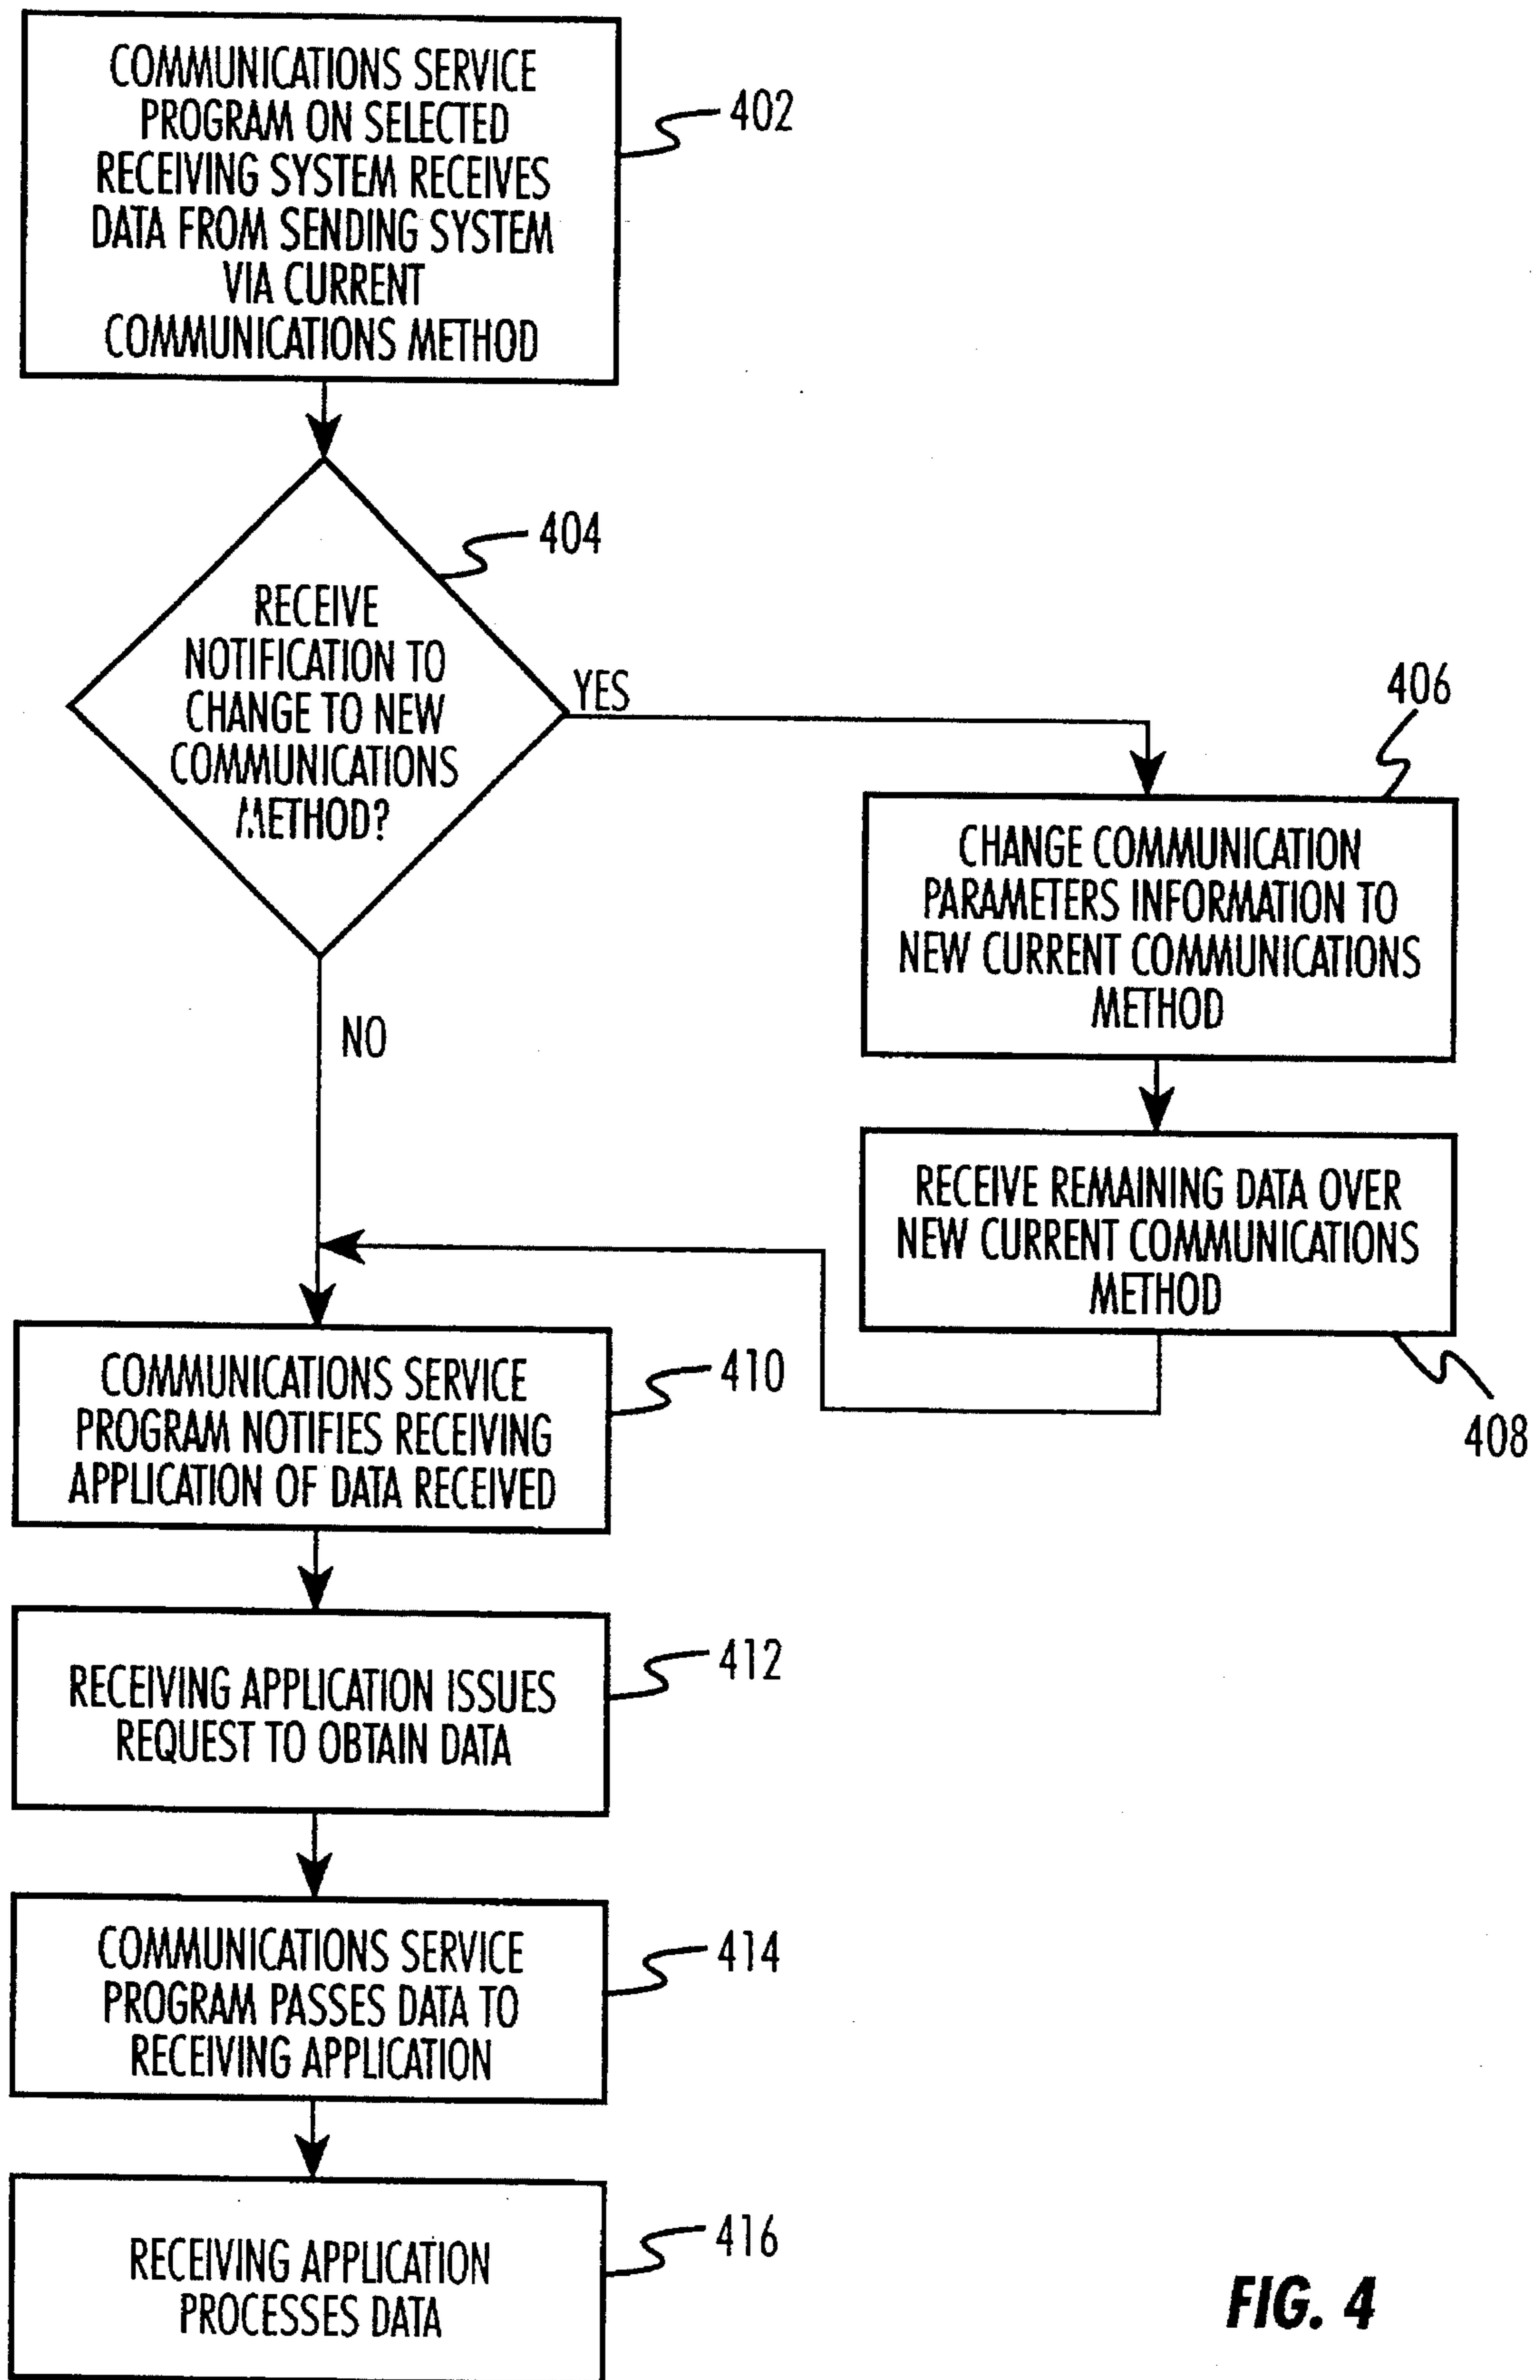 COMMUNICATIONS SERVICE
PROGRAM ON SELECTED
RECEIVING SYSTEM RECEIVES
DATA FROM SENDING SYSTEM
VIA CURRENT
COMMUNICATIONS METHOD
402
404
RECEIVE
NOTIFICATION TO
CHANGE TO NEW
COMMUNICATIONS
METHOD?
YES
NO
406
CHANGE COMMUNICATION
PARAMETERS INFORMATION TO
NEW CURRENT COMMUNICATIONS
METHOD
RECEIVE REMAINING DATA OVER
NEW CURRENT COMMUNICATIONS
METHOD
408
COMMUNICATIONS SERVICE
PROGRAM NOTIFIES RECEIVING
APPLICATION OF DATA RECEIVED
410
RECEIVING APPLICATION ISSUES
REQUEST TO OBTAIN DATA
412
COMMUNICATIONS SERVICE
PROGRAM PASSES DATA TO
RECEIVING APPLICATION
414
RECEIVING APPLICATION
PROCESSES DATA
416
FIG. 4